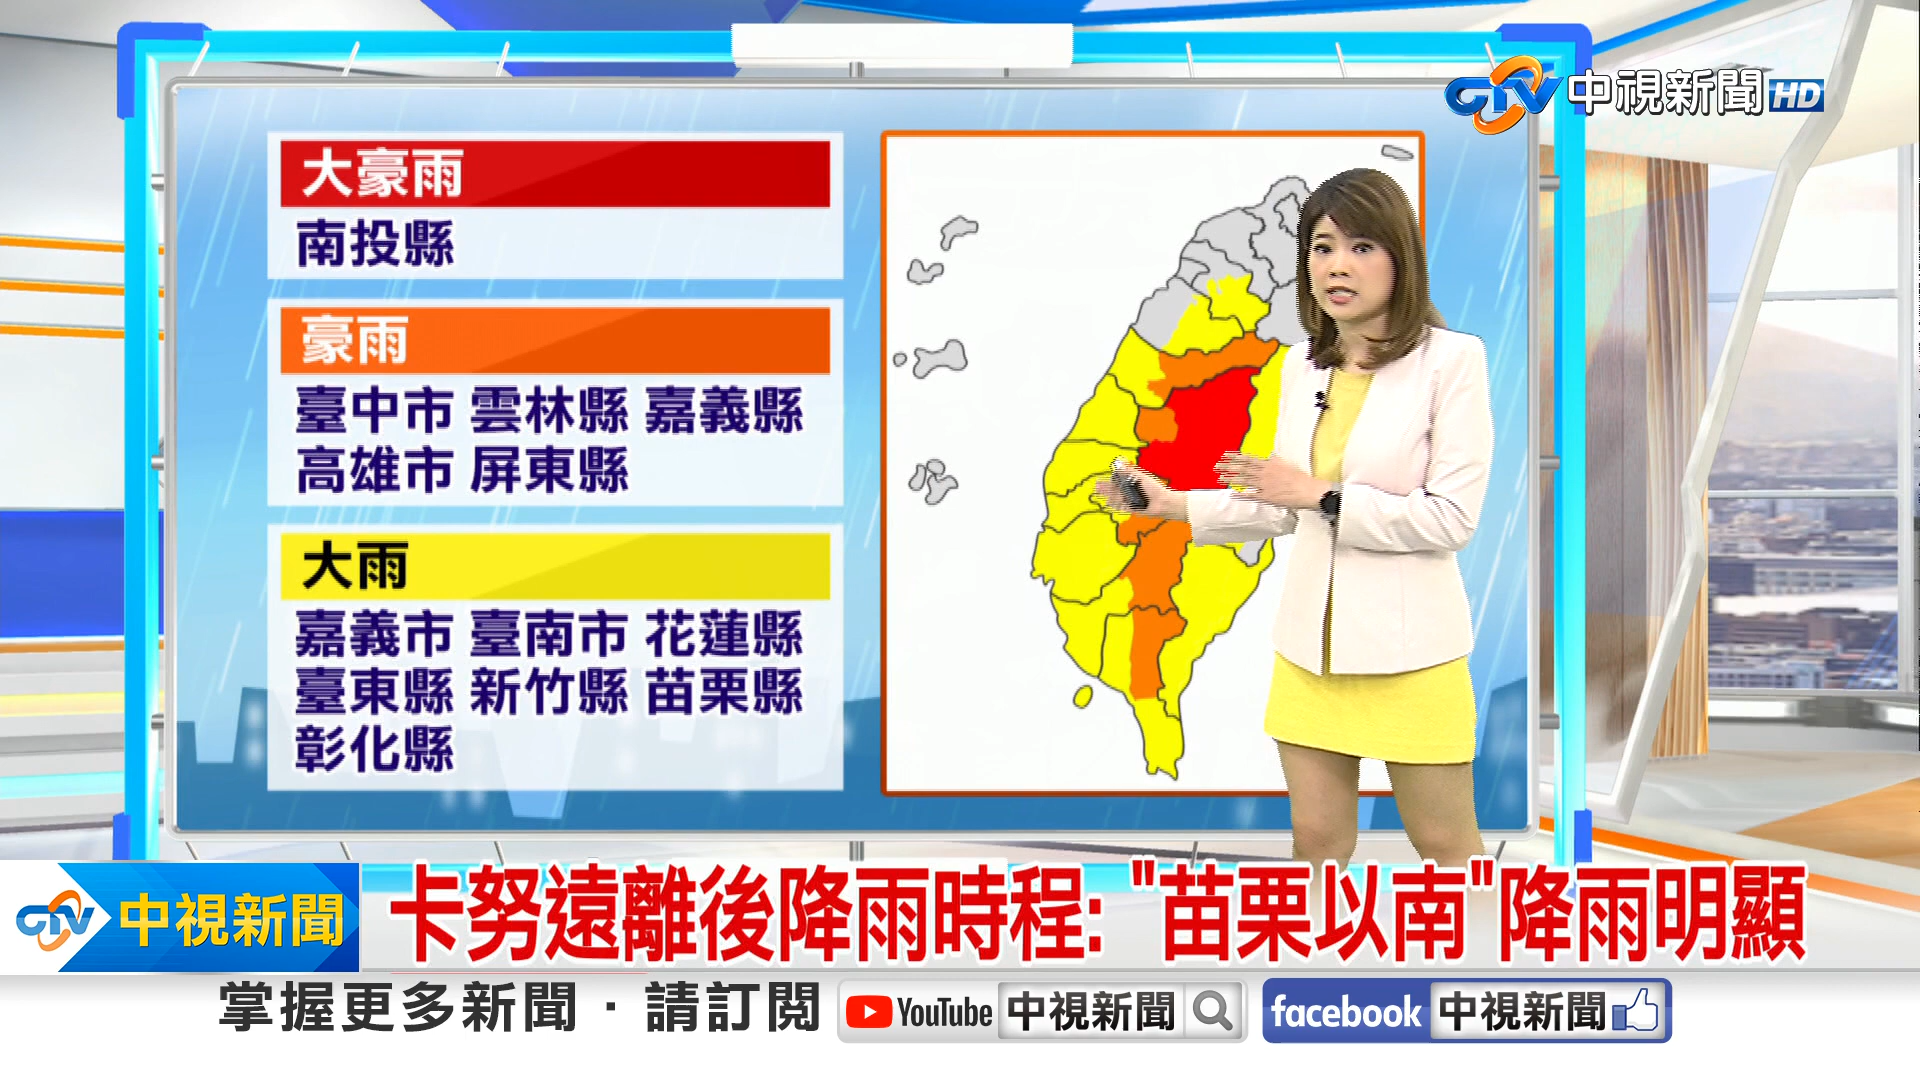 CTV 中視新聞 HD
大豪雨
南投縣
豪雨
臺中市 雲林縣 嘉義縣
高雄市 屏東縣
大雨
嘉義市 臺南市 花蓮縣
臺東縣 新竹縣 苗栗縣
彰化縣
CTV 中視新聞
卡努遠離後降雨時程: "苗栗以南"降雨明顯
掌握更多新聞·請訂閱 YouTube 中視新聞 facebook 中視新聞